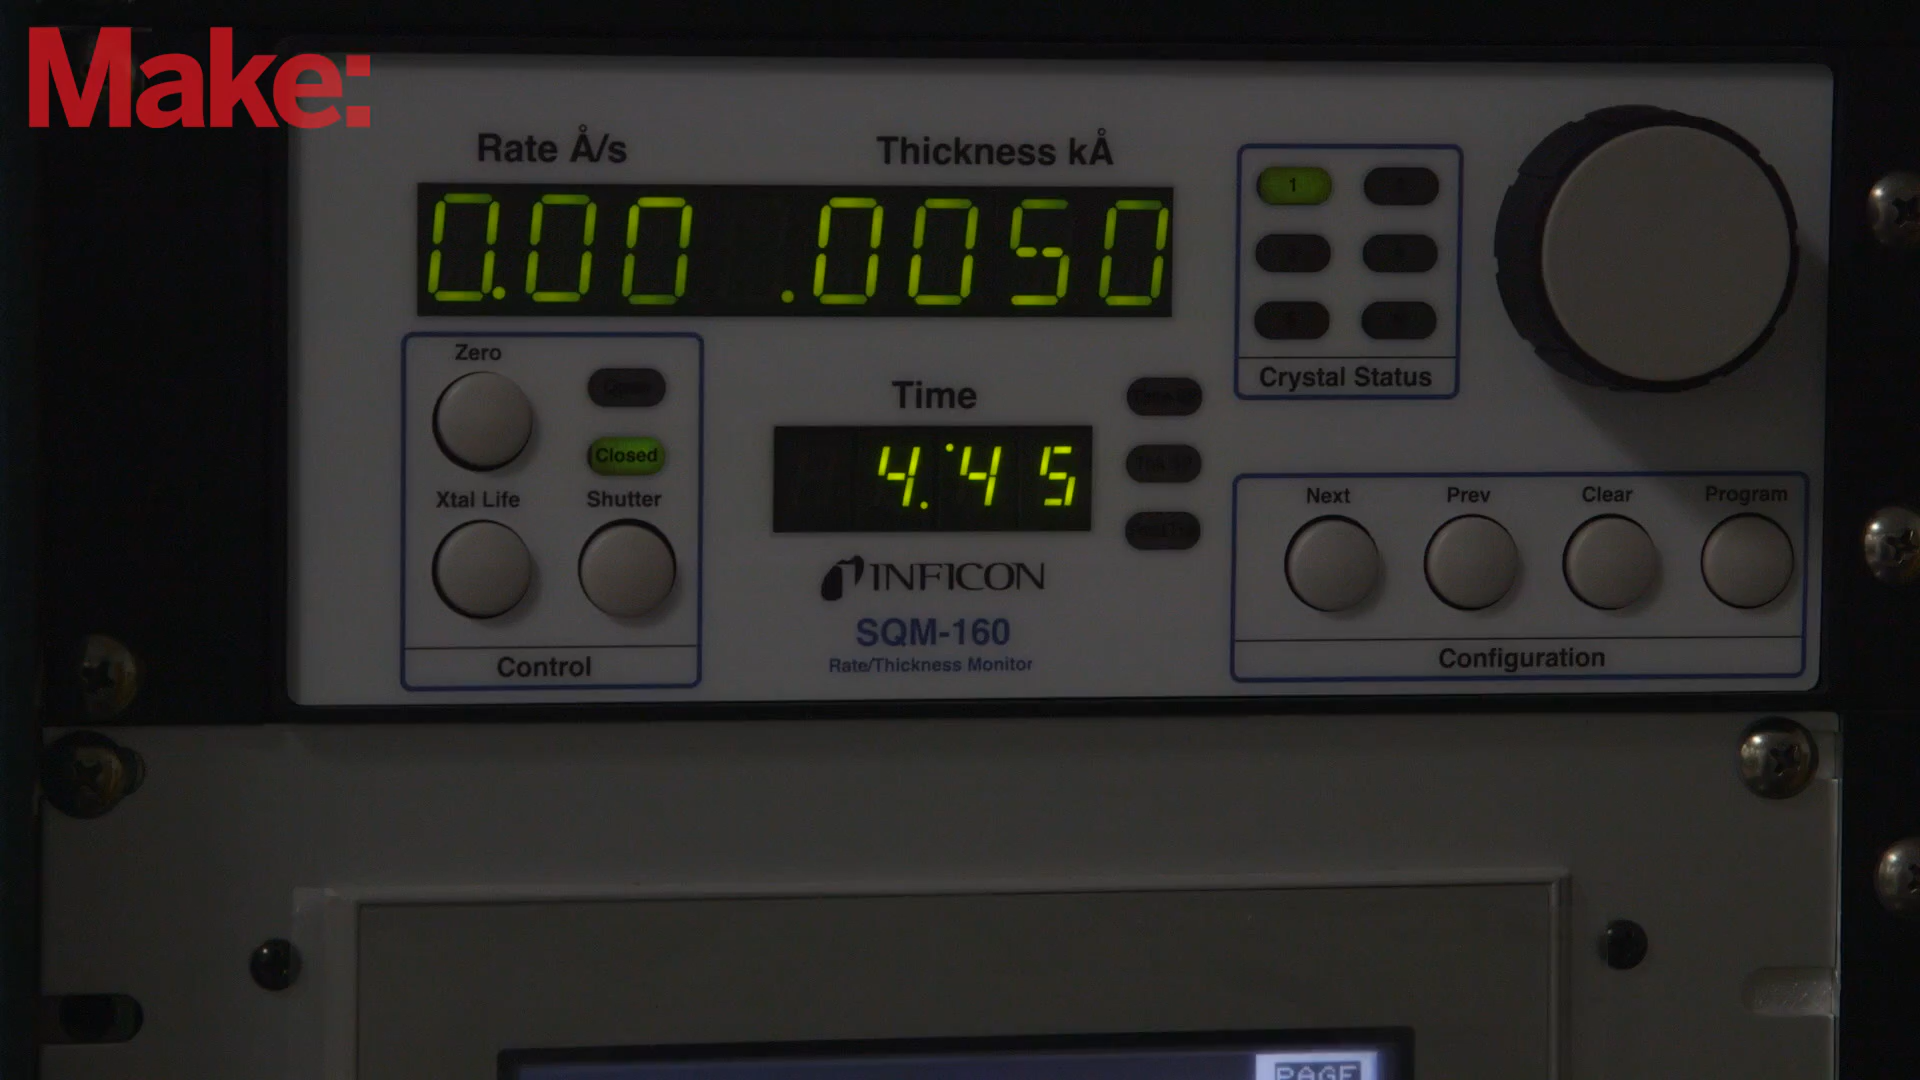 Make:
Rate Å/s
Thickness kÅ
0.00 .0050
1
Zero
Closed
Xtal Life
Shutter
Control
Time
4:45
INFICON
SQM-160
Rate/Thickness Monitor
Crystal Status
Next
Prev
Clear
Program
Configuration
PAGE